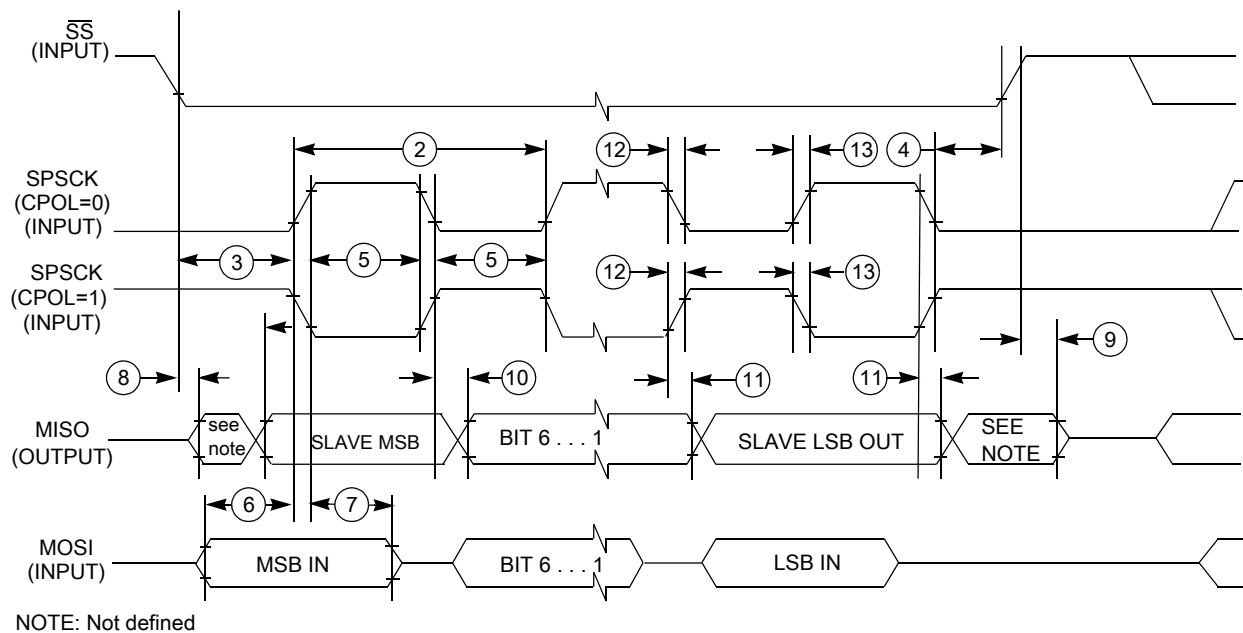 SS
(INPUT)
2
12
13
4
SPSCK
(CPOL=0)
(INPUT)
3
5
5
12
13
SPSCK
(CPOL=1)
(INPUT)
8
10
11
11
9
MISO
(OUTPUT)
see
note
SLAVE MSB
BIT 6 . . . 1
SLAVE LSB OUT
SEE
NOTE
6
7
MOSI
(INPUT)
MSB IN
BIT 6 . . . 1
LSB IN
NOTE: Not defined